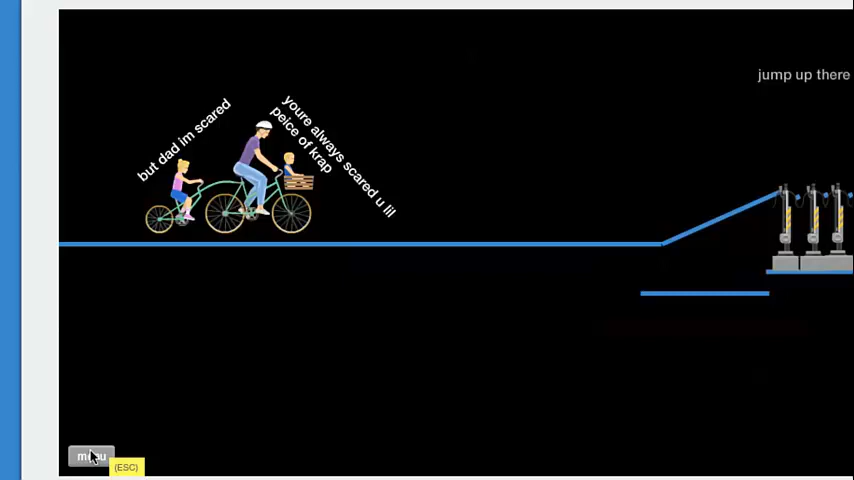 jump up there
but dad im scared
youre always scared u lil
peice of krap
menu
(ESC)